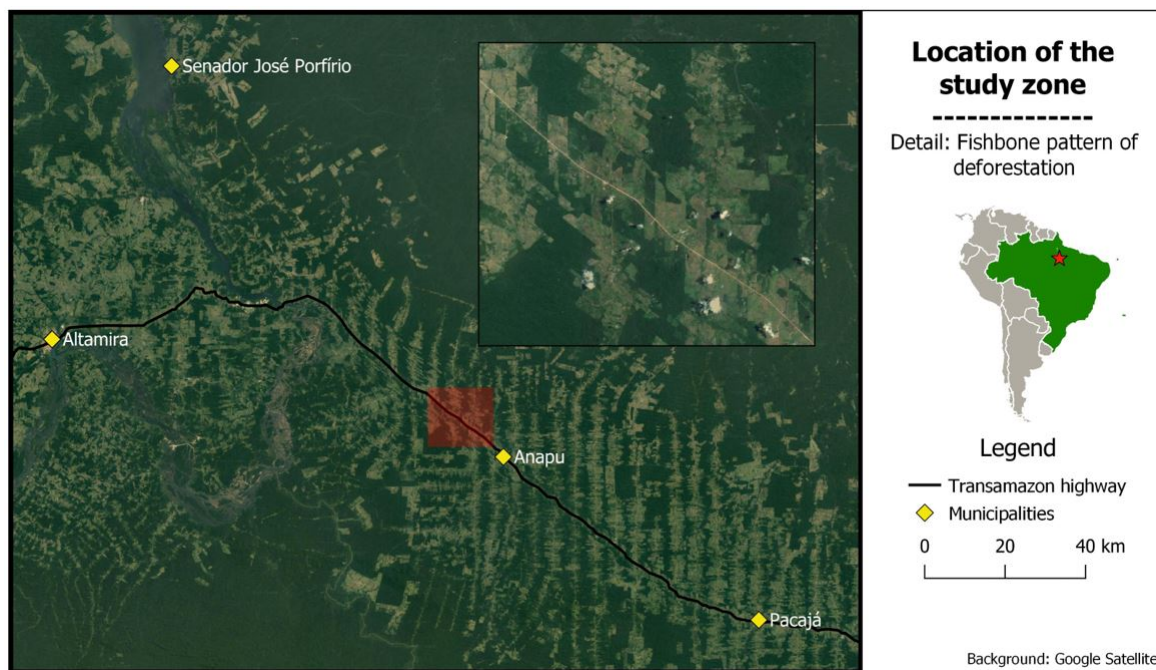 Senador José Porfírio
Altamira
Anapu
Pacajá
Location of the
study zone
--------------
Detail: Fishbone pattern of
deforestation
Legend
Transamazon highway
Municipalities
0 20 40 km
Background: Google Satellite